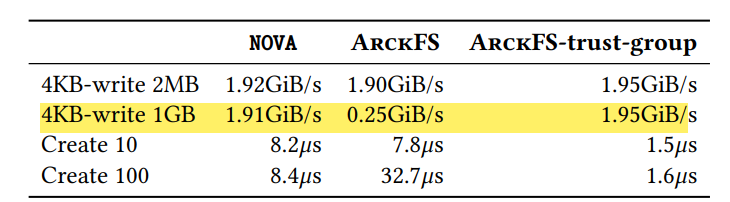 NOVA ArckFS ArckFS-trust-group
4KB-write 2MB 1.92GiB/s 1.90GiB/s 1.95GiB/s
4KB-write 1GB 1.91GiB/s 0.25GiB/s 1.95GiB/s
Create 10 8.2μs 7.8μs 1.5μs
Create 100 8.4μs 32.7μs 1.6μs